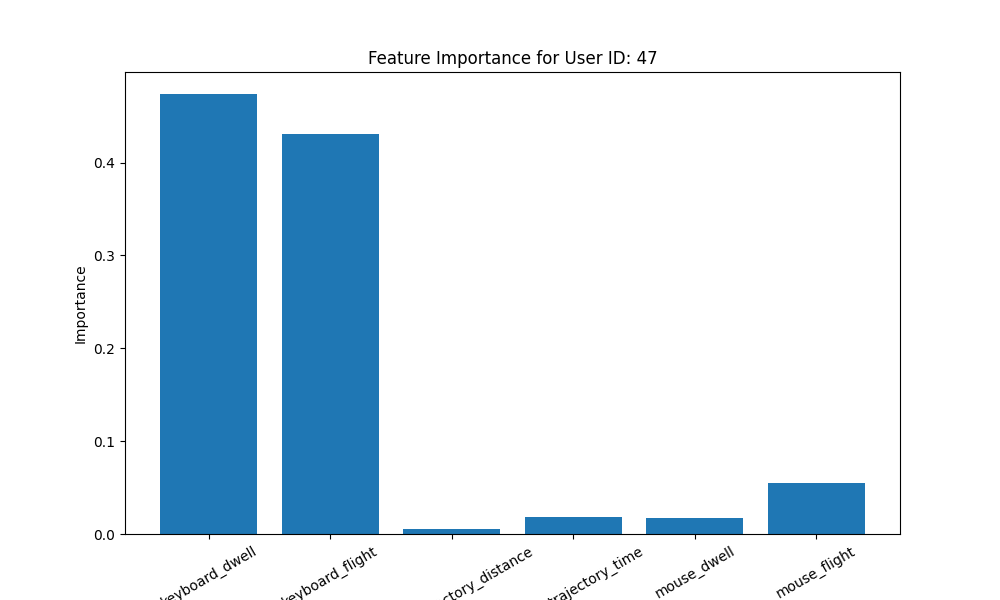 Feature Importance for User ID: 47
Importance
0.4
0.3
0.2
0.1
0.0
keyboard_dwell
keyboard_flight
ctory_distance
trajectory_time
mouse_dwell
mouse_flight